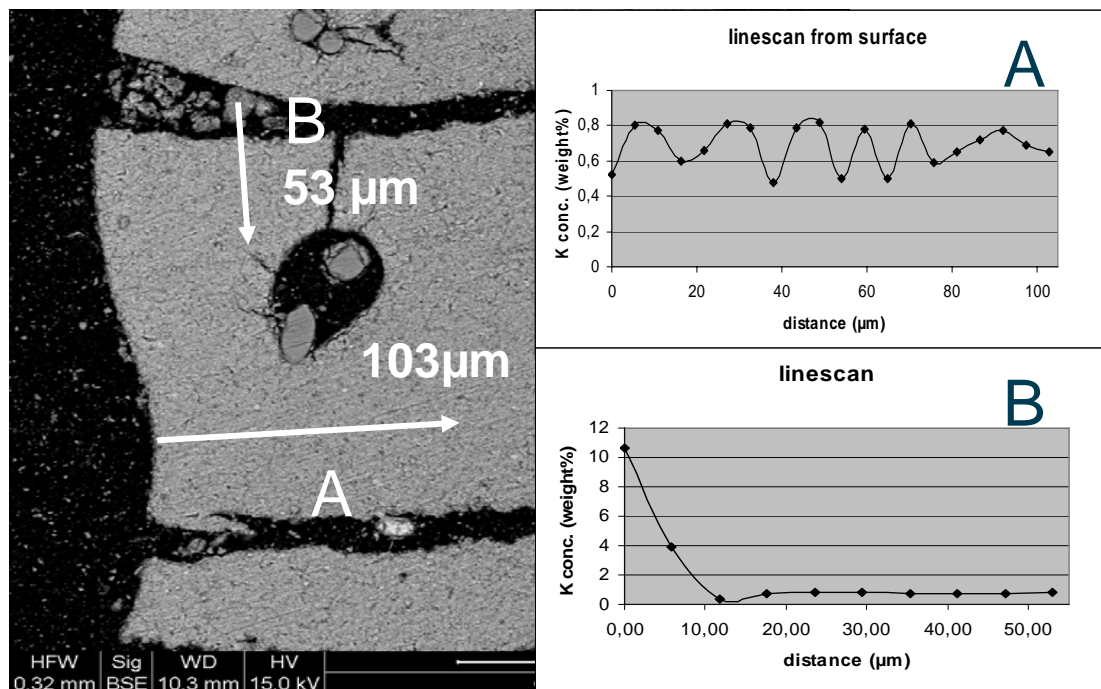 B
53 µm
103µm
A
HFW Sig WD HV
0.32 mm BSE 10.3 mm 15.0 kV
linescan from surface
A
K conc. (weight%)
1
0,8
0,6
0,4
0,2
0
0 20 40 60 80 100
distance (µm)
linescan
B
K conc. (weight%)
12
10
8
6
4
2
0
0,00 10,00 20,00 30,00 40,00 50,00
distance (µm)